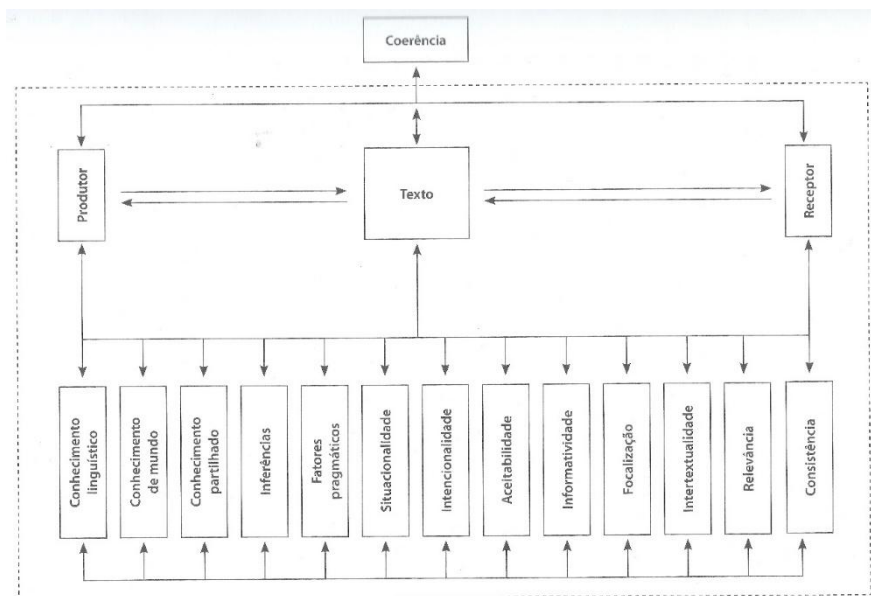 Coerência
Produtor
Texto
Receptor
Conhecimento
linguístico
Conhecimento
de mundo
Conhecimento
partilhado
Inferências
Fatores
pragmáticos
Situacionalidade
Intencionalidade
Aceitabilidade
Informatividade
Focalização
Intertextualidade
Relevância
Consistência